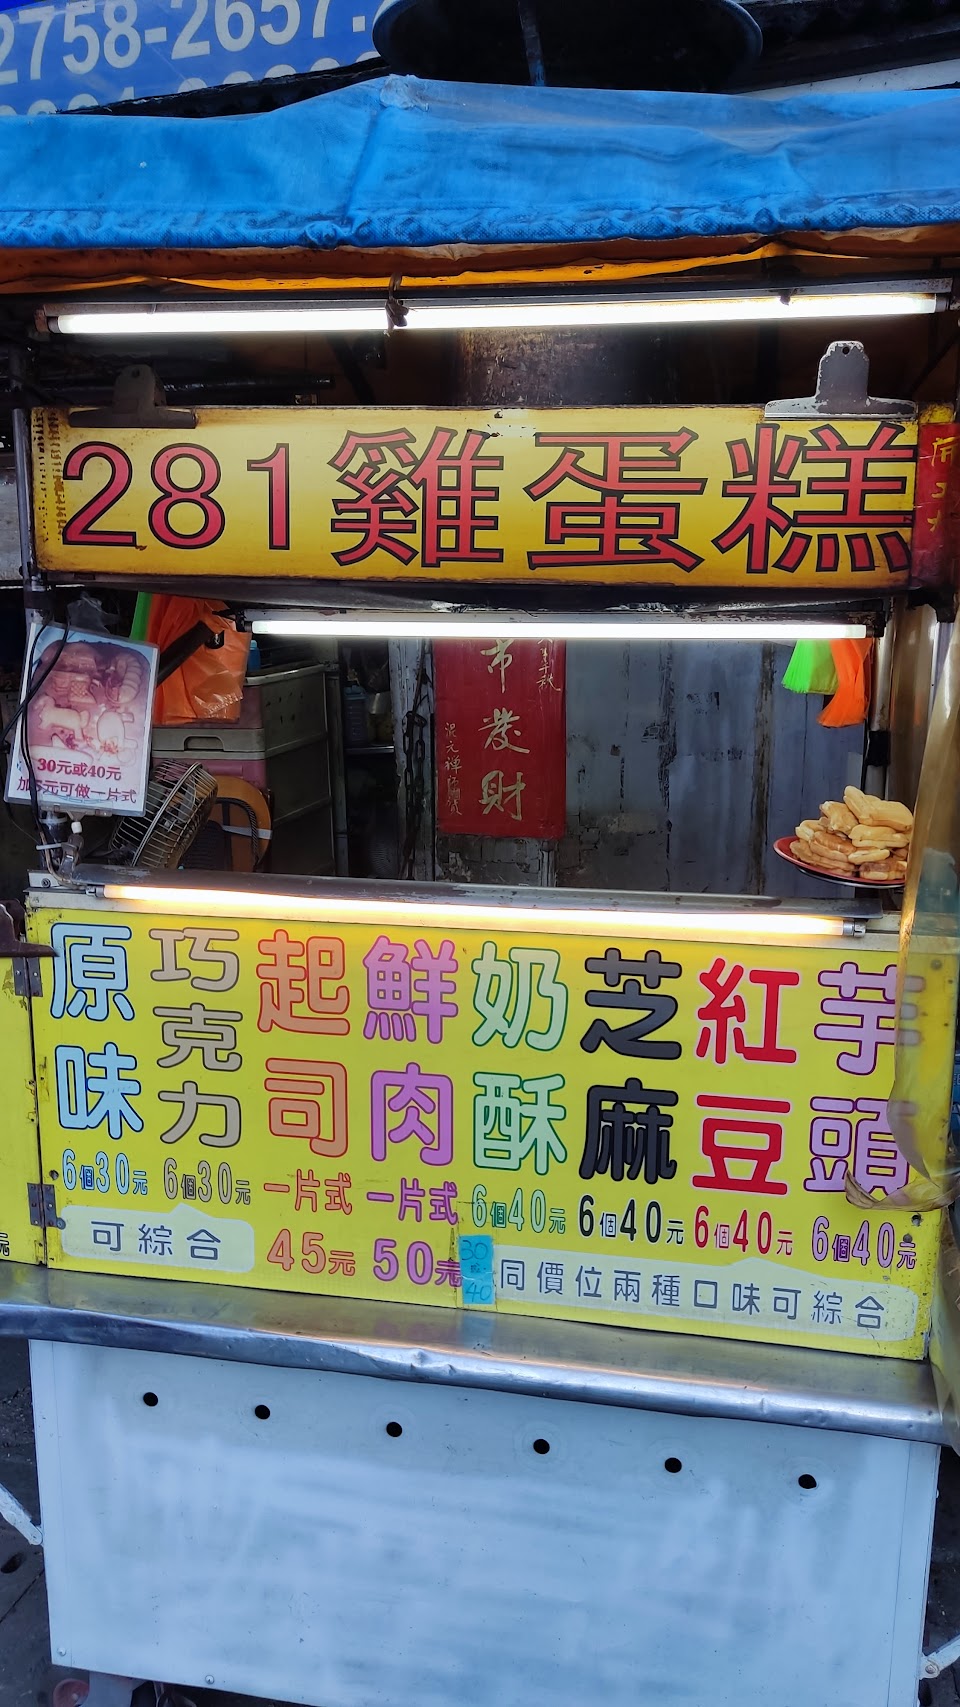 2758-2657
281雞蛋糕
30元或40元
加5元可做一片式
發財
原味
6個30元
巧克力
6個30元
起司
一片式
45元
鮮肉
一片式
50元
奶酥
6個40元
芝麻
6個40元
紅豆
6個40元
芋頭
6個40元
可綜合
30
40
同價位兩種口味可綜合